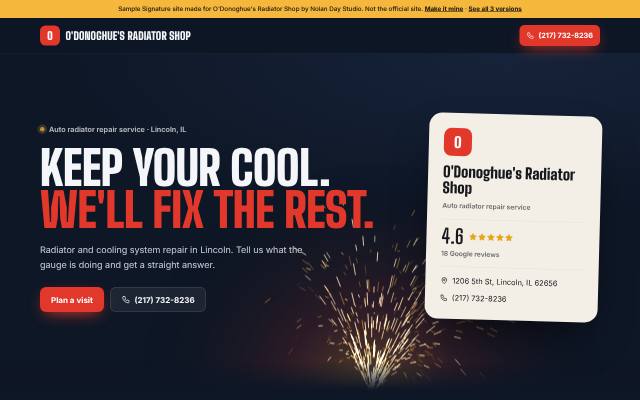 Sample Signature site made for O'Donoghue's Radiator Shop by Nolan Day Studio. Not the official site. Make it mine · See all 3 versions
O O'DONOGHUE'S RADIATOR SHOP
(217) 732-8236
Auto radiator repair service · Lincoln, IL
KEEP YOUR COOL.
WE'LL FIX THE REST.
Radiator and cooling system repair in Lincoln. Tell us what the
gauge is doing and get a straight answer.
Plan a visit
(217) 732-8236
O
O'Donoghue's Radiator
Shop
Auto radiator repair service
4.6 ★★★★★
18 Google reviews
1206 5th St, Lincoln, IL 62656
(217) 732-8236